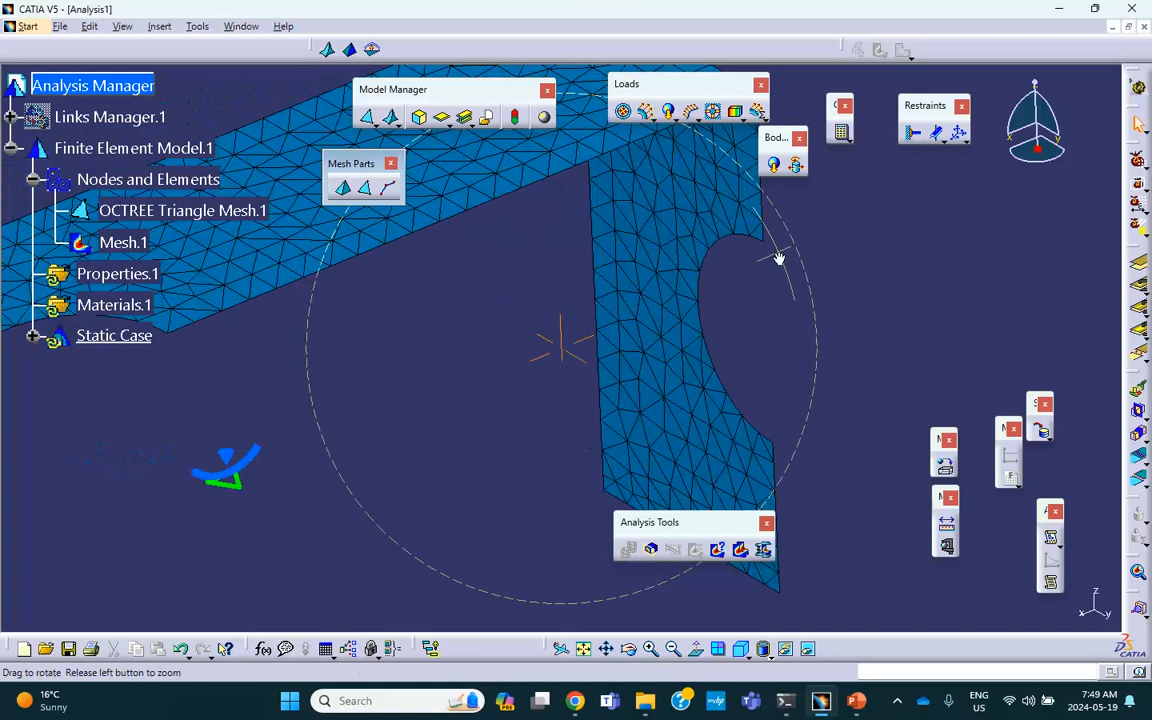 CATIA V5 - [Analysis1]
Start File Edit View Insert Tools Window Help
Analysis Manager
Links Manager.1
Finite Element Model.1
Nodes and Elements
OCTREE Triangle Mesh.1
Mesh.1
Properties.1
Materials.1
Static Case
Model Manager
Mesh Parts
Loads
Bod...
Restraints
Analysis Tools
z
x
y
CATIA
Drag to rotate Release left button to zoom
16°C
Sunny
Search
ENG
US
7:49 AM
2024-05-19